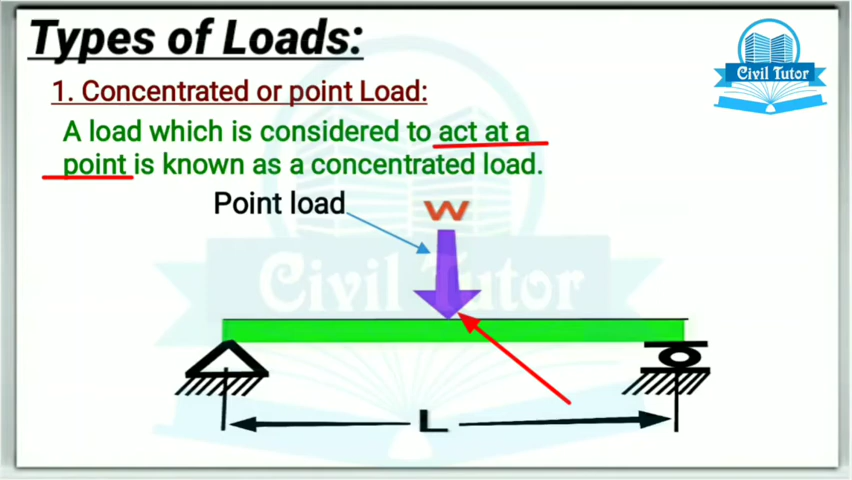 Types of Loads:
Civil Tutor
1. Concentrated or point Load:
A load which is considered to act at a
point is known as a concentrated load.
Point load
W
Civil Tutor
L